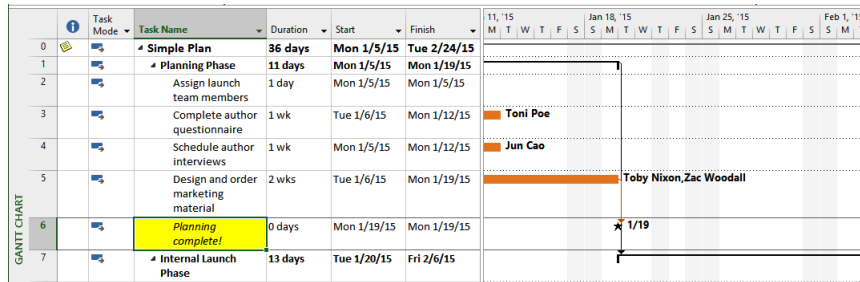 11, '15 Jan 18, '15 Jan 25, '15 Feb 1, '1
Task Mode Task Name Duration Start Finish M T W T F S S M T W T F S S M T W T F S S M
0 Simple Plan 36 days Mon 1/5/15 Tue 2/24/15
1 Planning Phase 11 days Mon 1/5/15 Mon 1/19/15
2 Assign launch 1 day Mon 1/5/15 Mon 1/5/15
team members
3 Complete author 1 wk Tue 1/6/15 Mon 1/12/15 Toni Poe
questionnaire
4 Schedule author 1 wk Mon 1/5/15 Mon 1/12/15 Jun Cao
interviews
5 Design and order 2 wks Tue 1/6/15 Mon 1/19/15 Toby Nixon,Zac Woodall
marketing
material
6 Planning 0 days Mon 1/19/15 Mon 1/19/15 1/19
complete!
7 Internal Launch 13 days Tue 1/20/15 Fri 2/6/15
Phase
GANTT CHART